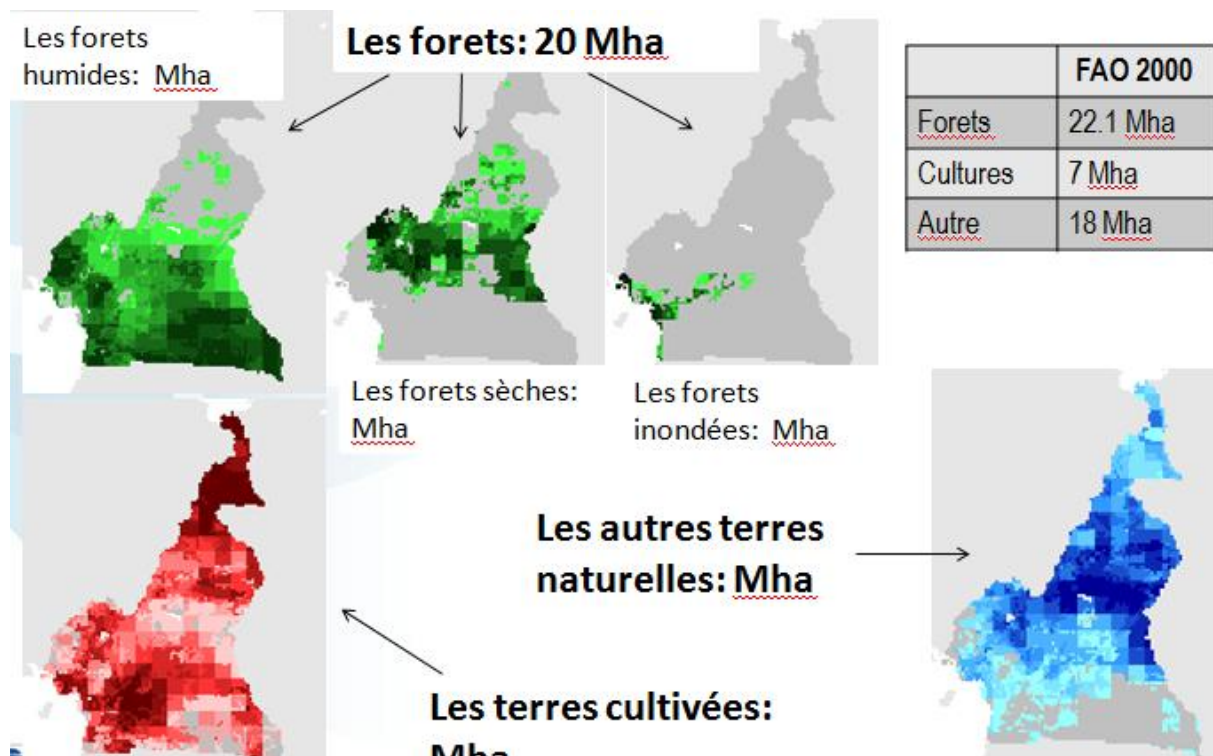 Les forets
humides:  Mha
Les forets: 20 Mha
FAO 2000
Forets 22.1 Mha
Cultures 7 Mha
Autre 18 Mha
Les forets sèches:
Mha
Les forets
inondées:  Mha
Les autres terres
naturelles: Mha
Les terres cultivées:
Mha